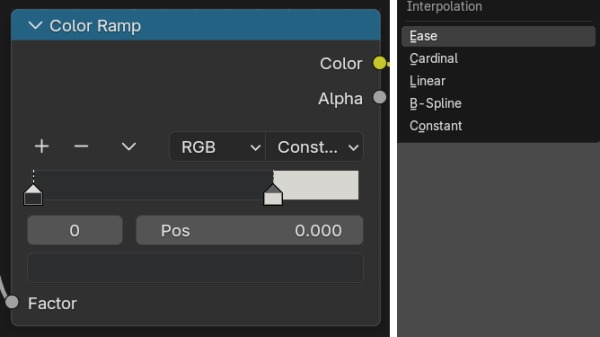 Color Ramp
Color
Alpha
RGB Const...
0 Pos 0.000
Factor
Interpolation
Ease
Cardinal
Linear
B-Spline
Constant